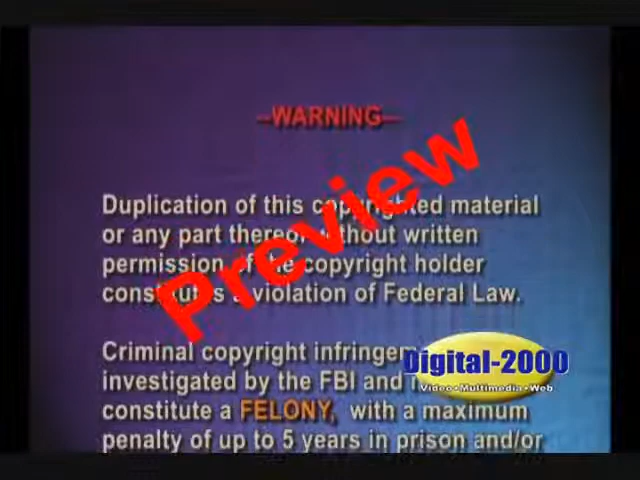 --WARNING--
Duplication of this copyrighted material
or any part thereof without written
permission of the copyright holder
constitutes a violation of Federal Law.
Criminal copyright
investigated by the FBI and
constitute a FELONY, with a maximum
penalty of up to 5 years in prison and/or
Preview
Digital-2000
Video•Multimedia•Web